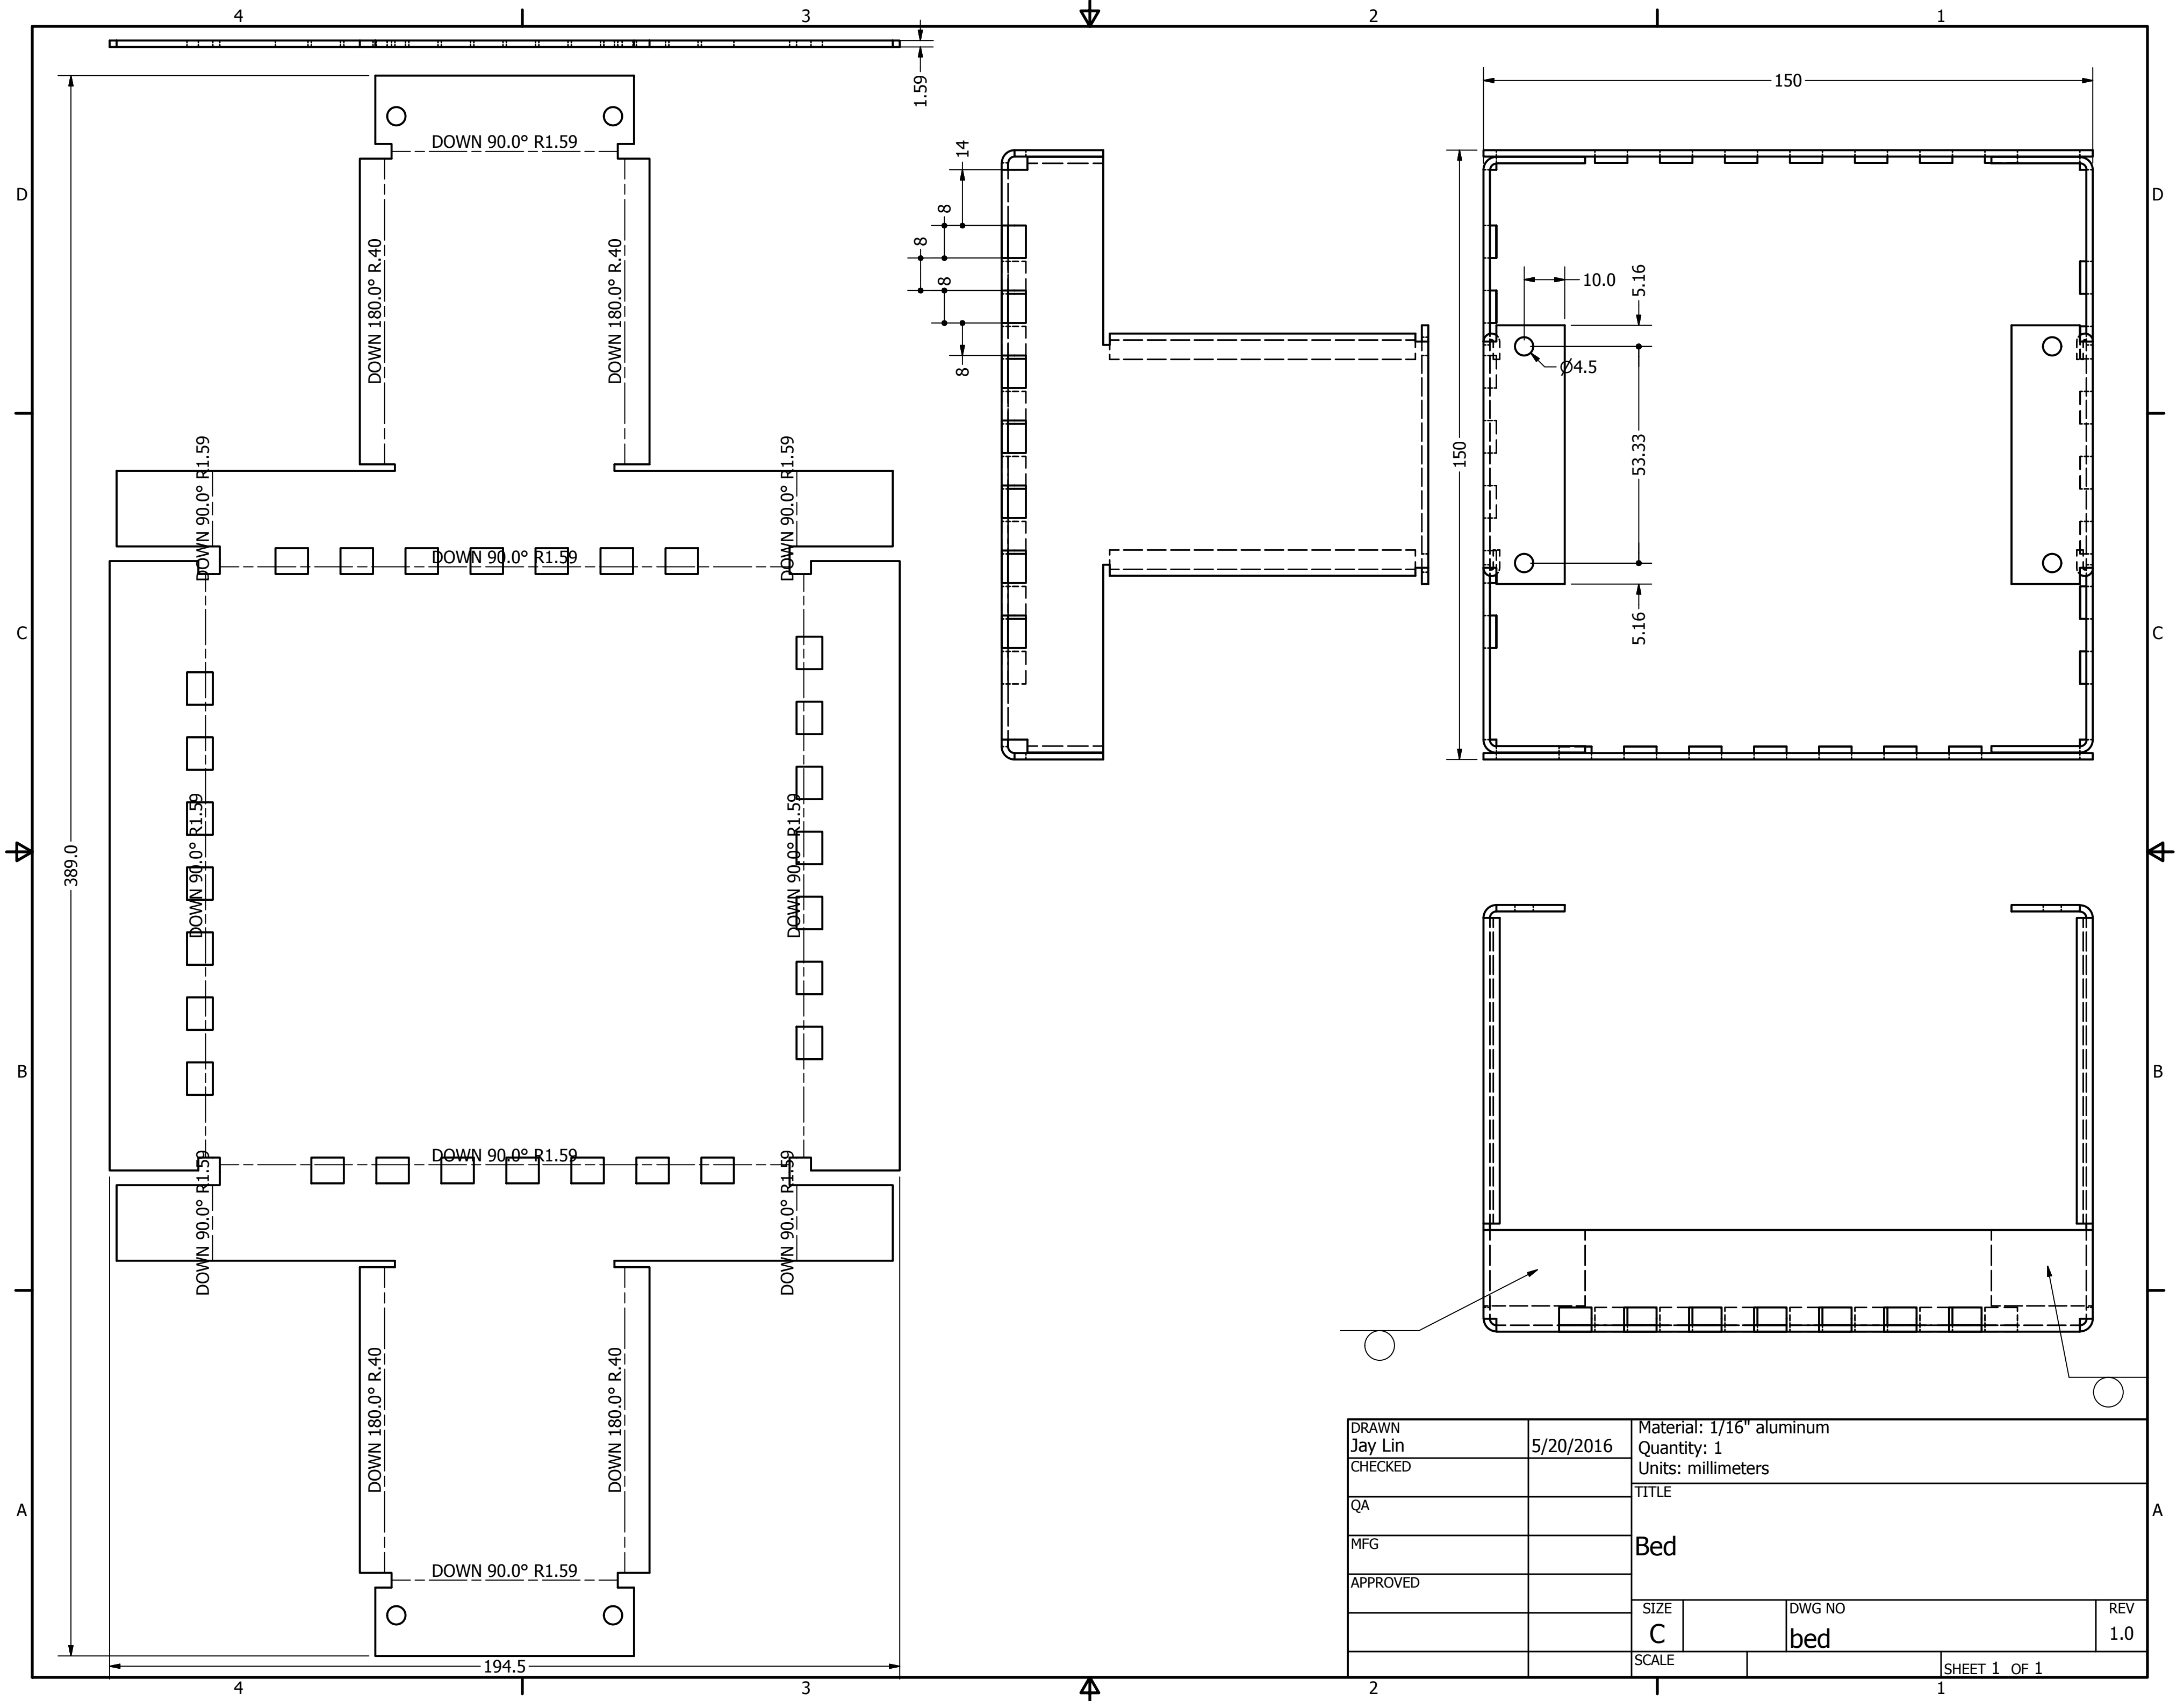 4 3 2 1
D
C
B
A
D
C
B
A
4 3 2 1
1.59
389.0
194.5
DOWN 90.0° R1.59
DOWN 180.0° R.40
DOWN 180.0° R.40
DOWN 90.0° R1.59
DOWN 90.0° R1.59
DOWN 90.0° R1.59
DOWN 90.0° R1.59
DOWN 90.0° R1.59
DOWN 90.0° R1.59
DOWN 90.0° R1.59
DOWN 90.0° R1.59
DOWN 180.0° R.40
DOWN 180.0° R.40
DOWN 90.0° R1.59
14
8
8
8
8
150
150
10.0
5.16
Ø4.5
53.33
5.16
DRAWN
Jay Lin 5/20/2016
CHECKED
QA
MFG
APPROVED
Material: 1/16" aluminum
Quantity: 1
Units: millimeters
TITLE
Bed
SIZE
C
DWG NO
bed
REV
1.0
SCALE
SHEET 1 OF 1